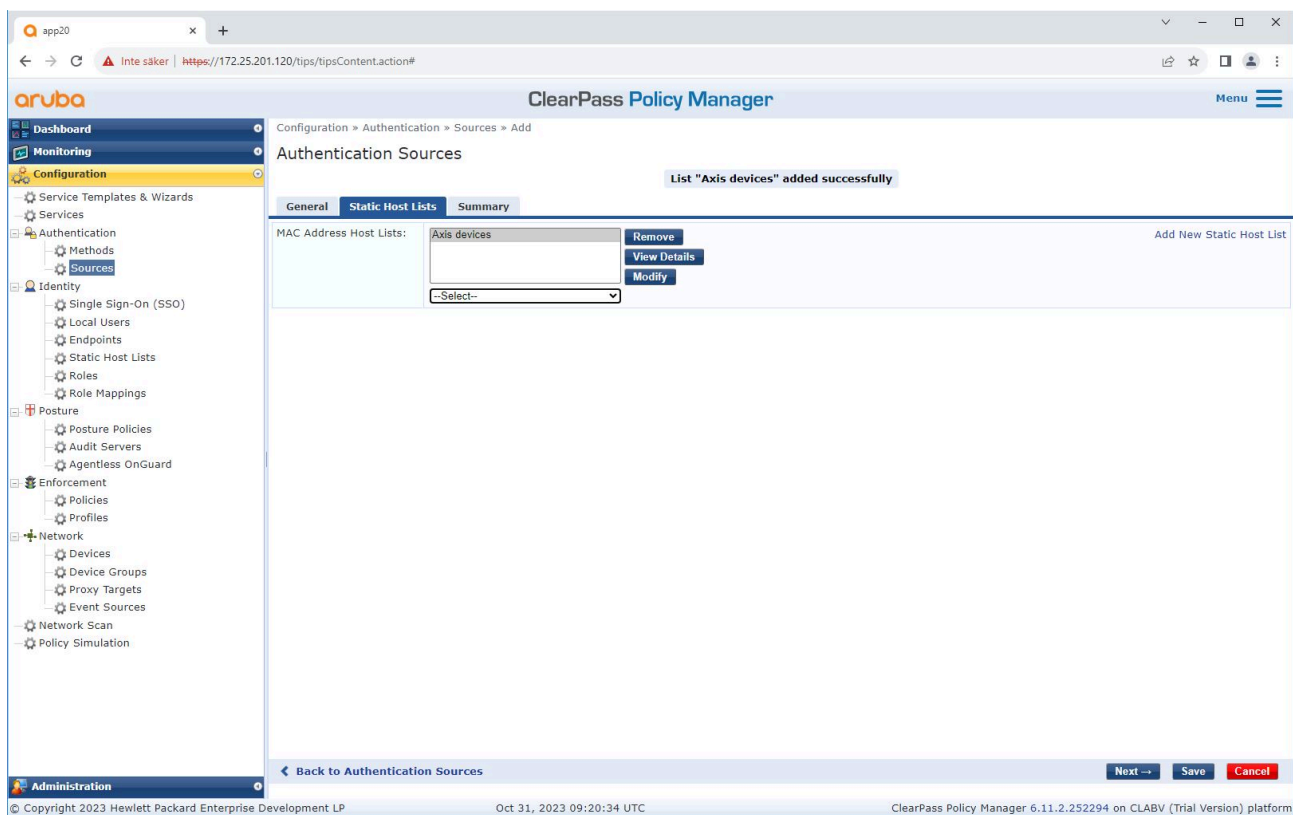 app20
Inte säker | https://172.25.201.120/tips/tipsContent.action#
aruba
ClearPass Policy Manager
Menu
Dashboard
Monitoring
Configuration
Service Templates & Wizards
Services
Authentication
Methods
Sources
Identity
Single Sign-On (SSO)
Local Users
Endpoints
Static Host Lists
Roles
Role Mappings
Posture
Posture Policies
Audit Servers
Agentless OnGuard
Enforcement
Policies
Profiles
Network
Devices
Device Groups
Proxy Targets
Event Sources
Network Scan
Policy Simulation
Administration
Configuration » Authentication » Sources » Add
Authentication Sources
List "Axis devices" added successfully
General Static Host Lists Summary
MAC Address Host Lists:
Axis devices
--Select--
Remove
View Details
Modify
Add New Static Host List
Back to Authentication Sources
Next → Save Cancel
© Copyright 2023 Hewlett Packard Enterprise Development LP Oct 31, 2023 09:20:34 UTC ClearPass Policy Manager 6.11.2.252294 on CLABV (Trial Version) platform